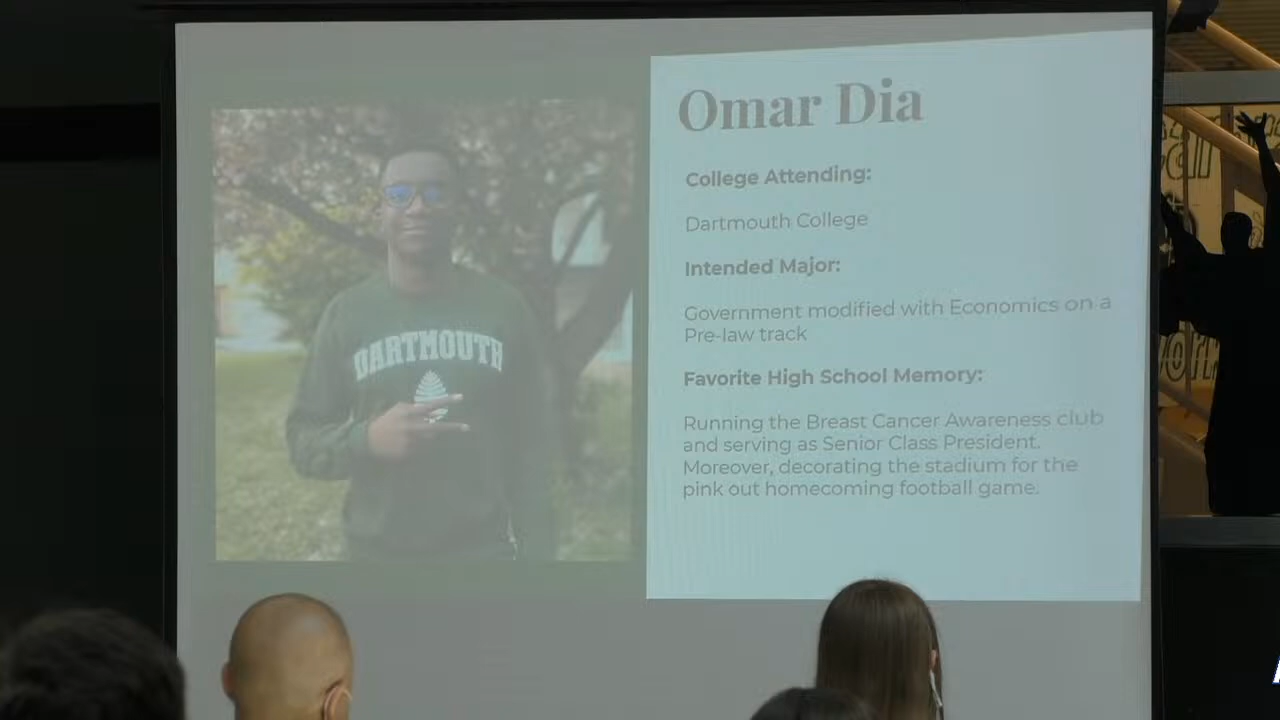 Omar Dia
College Attending:
Dartmouth College
Intended Major:
Government modified with Economics on a
Pre-law track
Favorite High School Memory:
Running the Breast Cancer Awareness club
and serving as Senior Class President.
Moreover, decorating the stadium for the
pink out homecoming football game.
DARTMOUTH